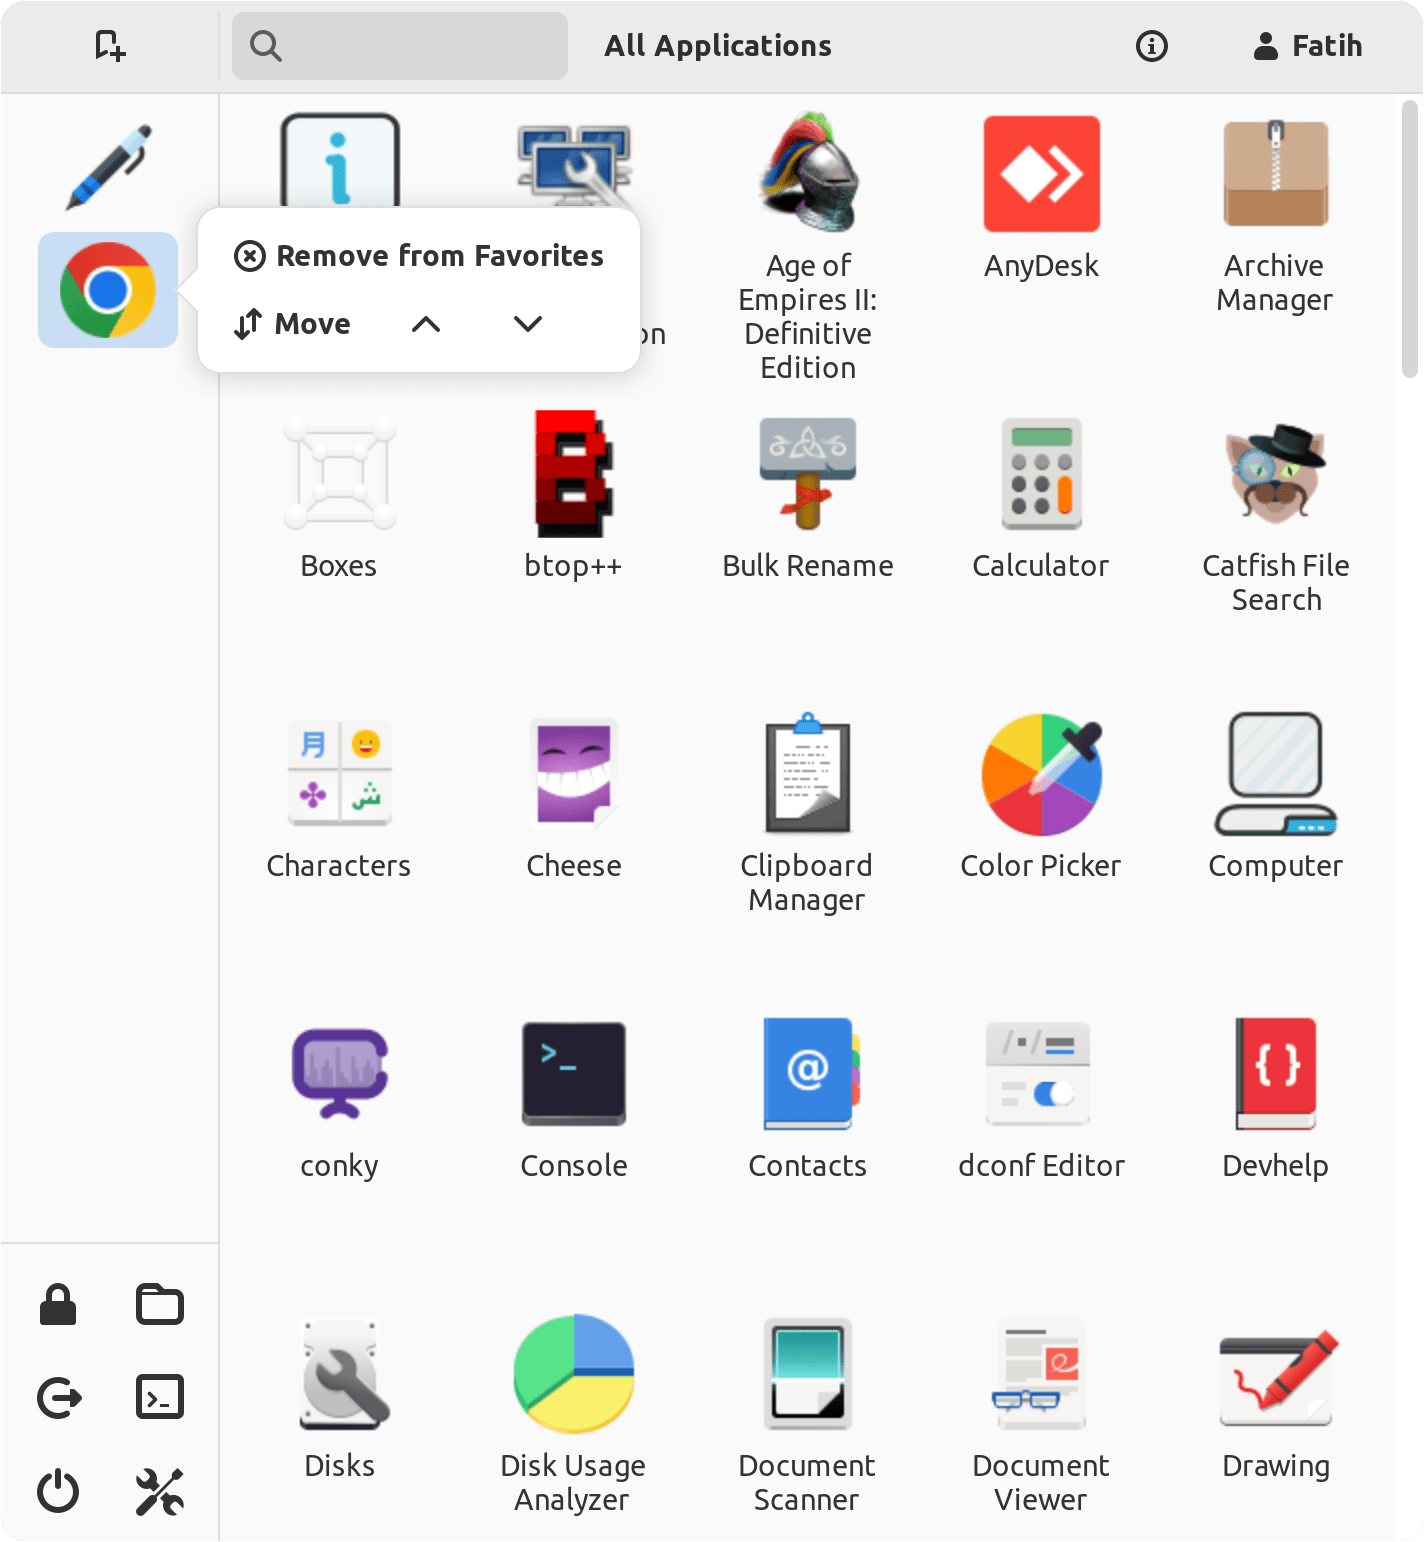 All Applications
Fatih
Remove from Favorites
Move
on
Age of
Empires II:
Definitive
Edition
AnyDesk
Archive
Manager
Boxes
btop++
Bulk Rename
Calculator
Catfish File
Search
月
ش
Characters
Cheese
Clipboard
Manager
Color Picker
Computer
conky
>_
Console
@
Contacts
/·/
dconf Editor
{ }
Devhelp
Disks
Disk Usage
Analyzer
Document
Scanner
Document
Viewer
Drawing